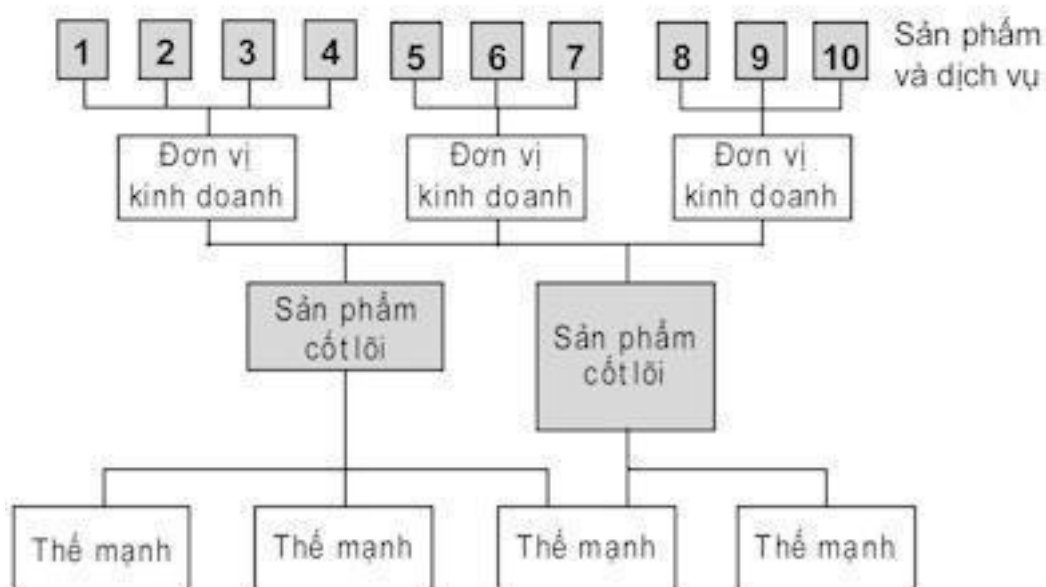 1 2 3 4 5 6 7 8 9 10
Sản phẩm
và dịch vụ
Đơn vị
kinh doanh
Đơn vị
kinh doanh
Đơn vị
kinh doanh
Sản phẩm
cốt lõi
Sản phẩm
cốt lõi
Thế mạnh
Thế mạnh
Thế mạnh
Thế mạnh